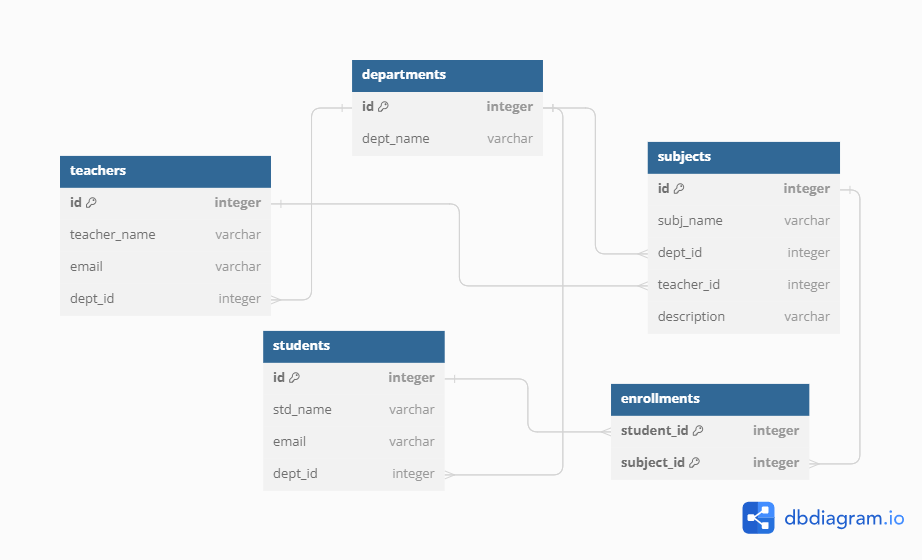 departments
id integer
dept_name varchar
teachers
id integer
teacher_name varchar
email varchar
dept_id integer
subjects
id integer
subj_name varchar
dept_id integer
teacher_id integer
description varchar
students
id integer
std_name varchar
email varchar
dept_id integer
enrollments
student_id integer
subject_id integer
dbdiagram.io